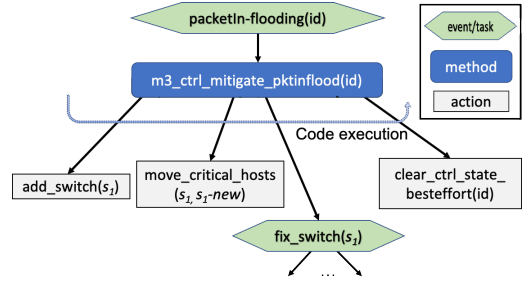 packetIn-flooding(id)
event/task
method
action
m3_ctrl_mitigate_pktinflood(id)
Code execution
add_switch(s₁)
move_critical_hosts
(s₁, s₁-new)
clear_ctrl_state_
besteffort(id)
fix_switch(s₁)
...